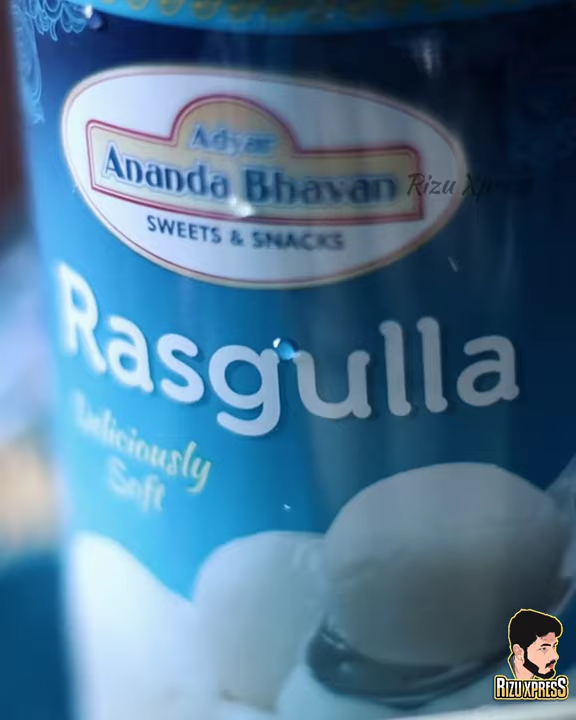 Adyar
Ananda Bhavan
SWEETS & SNACKS
Rizu Xpress
Rasgulla
Deliciously
Soft
RIZU XPRESS